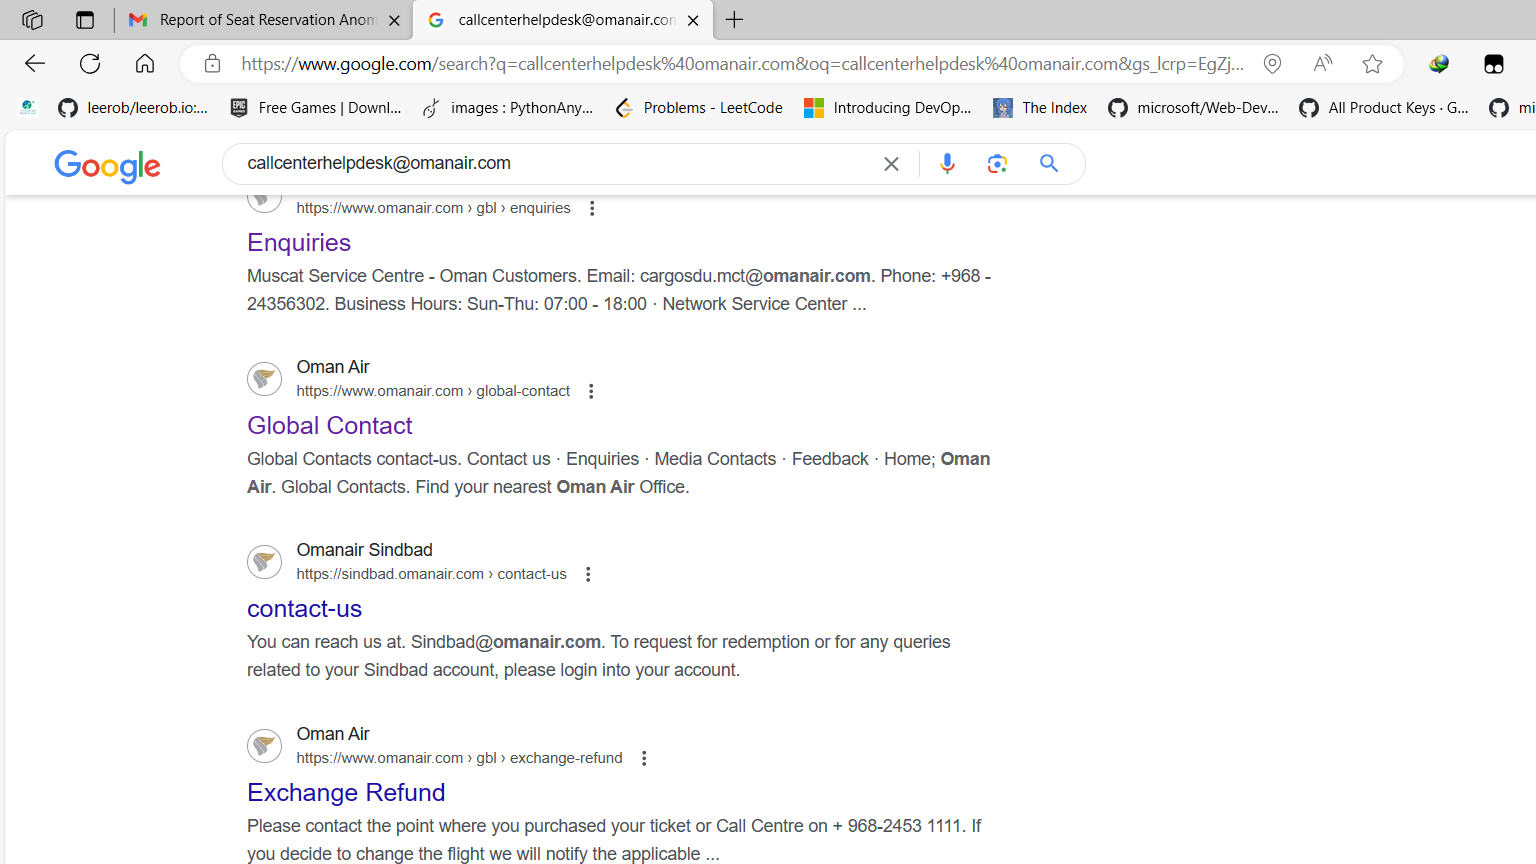 Report of Seat Reservation Anom
callcenterhelpdesk@omanair.com
https://www.google.com/search?q=callcenterhelpdesk%40omanair.com&oq=callcenterhelpdesk%40omanair.com&gs_lcrp=EgZj...
leerob/leerob.io:...
EPIC GAMES
Free Games | Downl...
images : PythonAny...
Problems - LeetCode
Introducing DevOp...
The Index
microsoft/Web-Dev...
All Product Keys · G...
mi
Google
callcenterhelpdesk@omanair.com
https://www.omanair.com › gbl › enquiries
Enquiries
Muscat Service Centre - Oman Customers. Email: cargosdu.mct@omanair.com. Phone: +968 -
24356302. Business Hours: Sun-Thu: 07:00 - 18:00 · Network Service Center ...
Oman Air
https://www.omanair.com › global-contact
Global Contact
Global Contacts contact-us. Contact us · Enquiries · Media Contacts · Feedback · Home; Oman
Air. Global Contacts. Find your nearest Oman Air Office.
Omanair Sindbad
https://sindbad.omanair.com › contact-us
contact-us
You can reach us at. Sindbad@omanair.com. To request for redemption or for any queries
related to your Sindbad account, please login into your account.
Oman Air
https://www.omanair.com › gbl › exchange-refund
Exchange Refund
Please contact the point where you purchased your ticket or Call Centre on + 968-2453 1111. If
you decide to change the flight we will notify the applicable ...